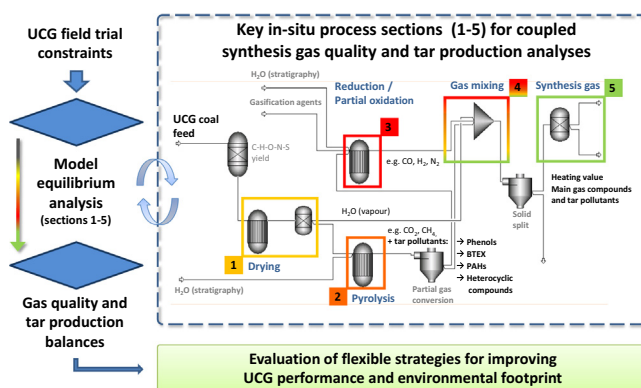 UCG field trial
constraints
Model
equilibrium
analysis
(sections 1-5)
Gas quality and
tar production
balances
Key in-situ process sections (1-5) for coupled
synthesis gas quality and tar production analyses
H2O (stratigraphy)
Gasification agents
UCG coal
feed
C-H-O-N-S
yield
Reduction /
Partial oxidation
3
e.g. CO, H2, N2
Gas mixing
4
Synthesis gas
5
Heating value
Main gas compounds
and tar pollutants
Solid
split
H2O (vapour)
1
Drying
e.g. CO2, CH4,
+ tar pollutants:
→ Phenols
→ BTEX
→ PAHs
→ Heterocyclic
compounds
H2O (stratigraphy)
2
Pyrolysis
Partial gas
conversion
Evaluation of flexible strategies for improving
UCG performance and environmental footprint